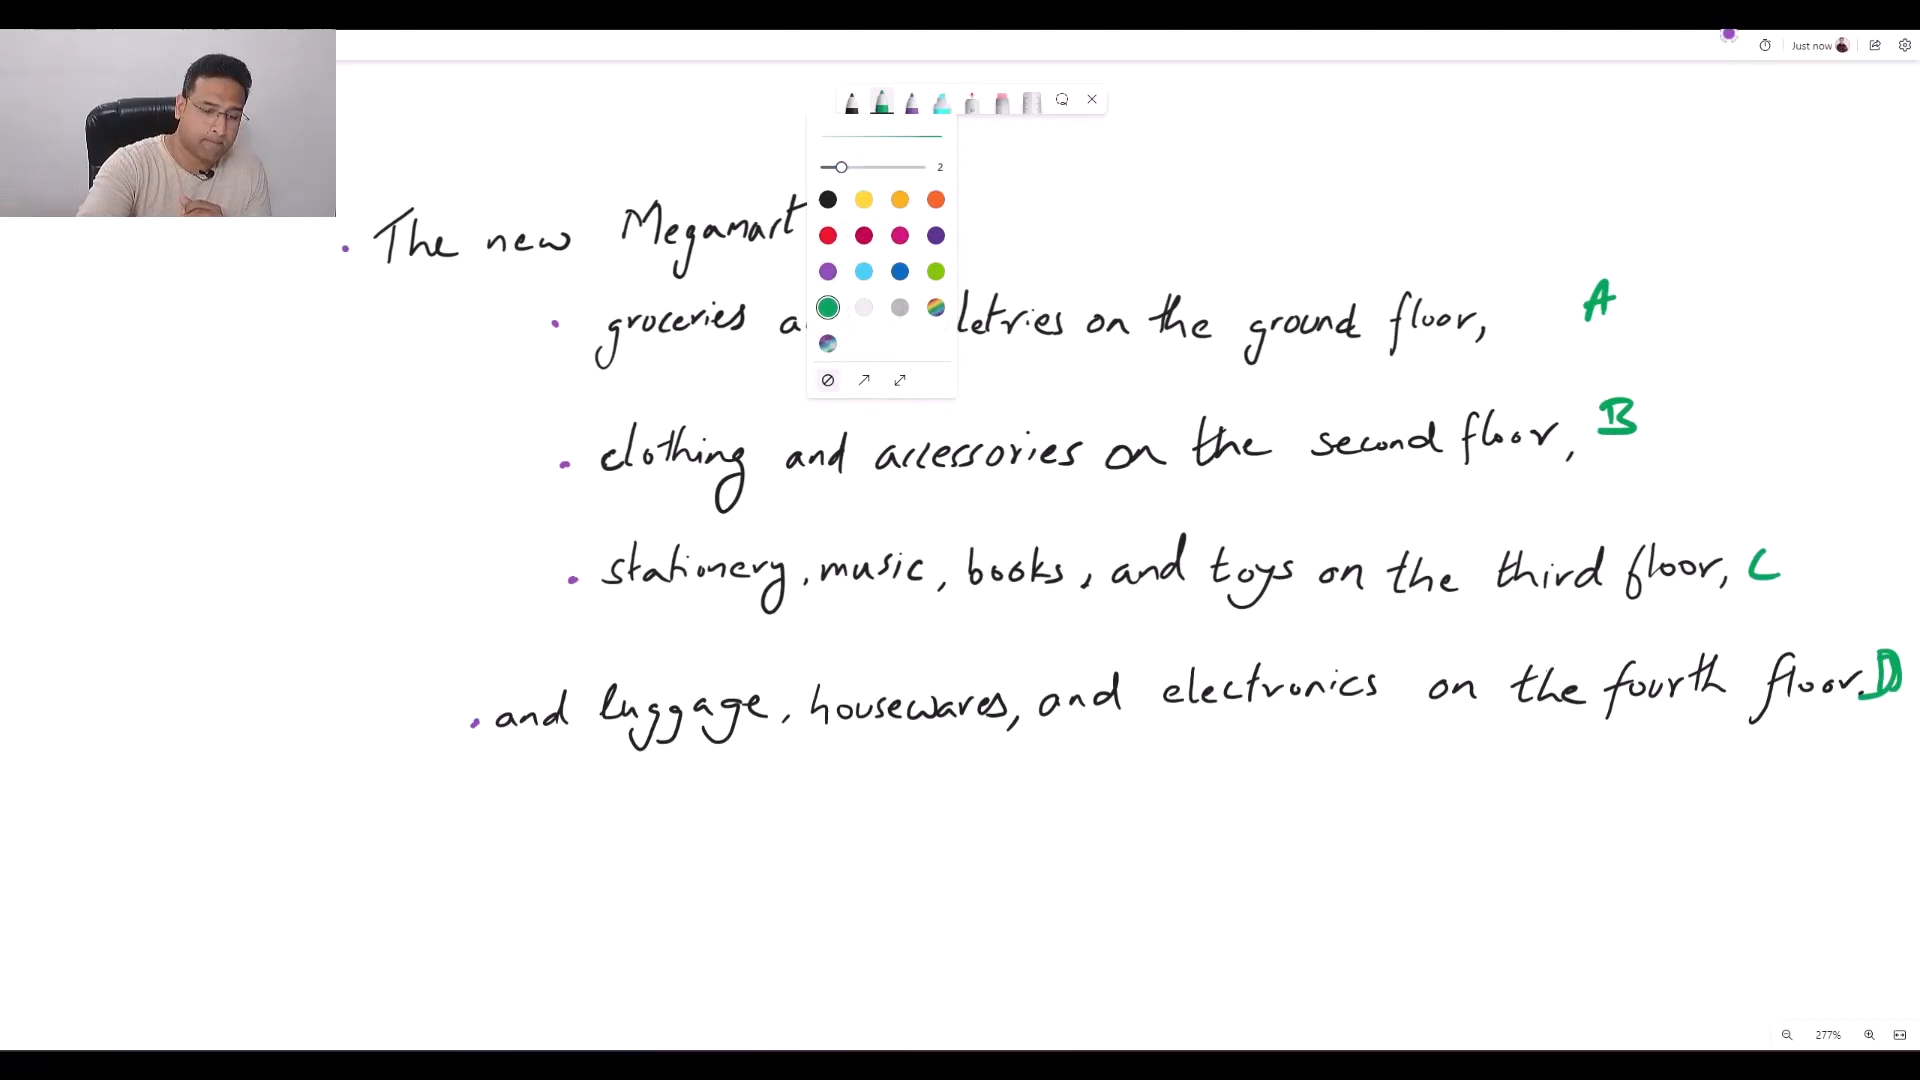 Just now
2
The new Megamart
groceries a letries on the ground floor, A
clothing and accessories on the second floor, B
stationery, music, books, and toys on the third floor, C
and luggage, housewares, and electronics on the fourth floor. D
277%